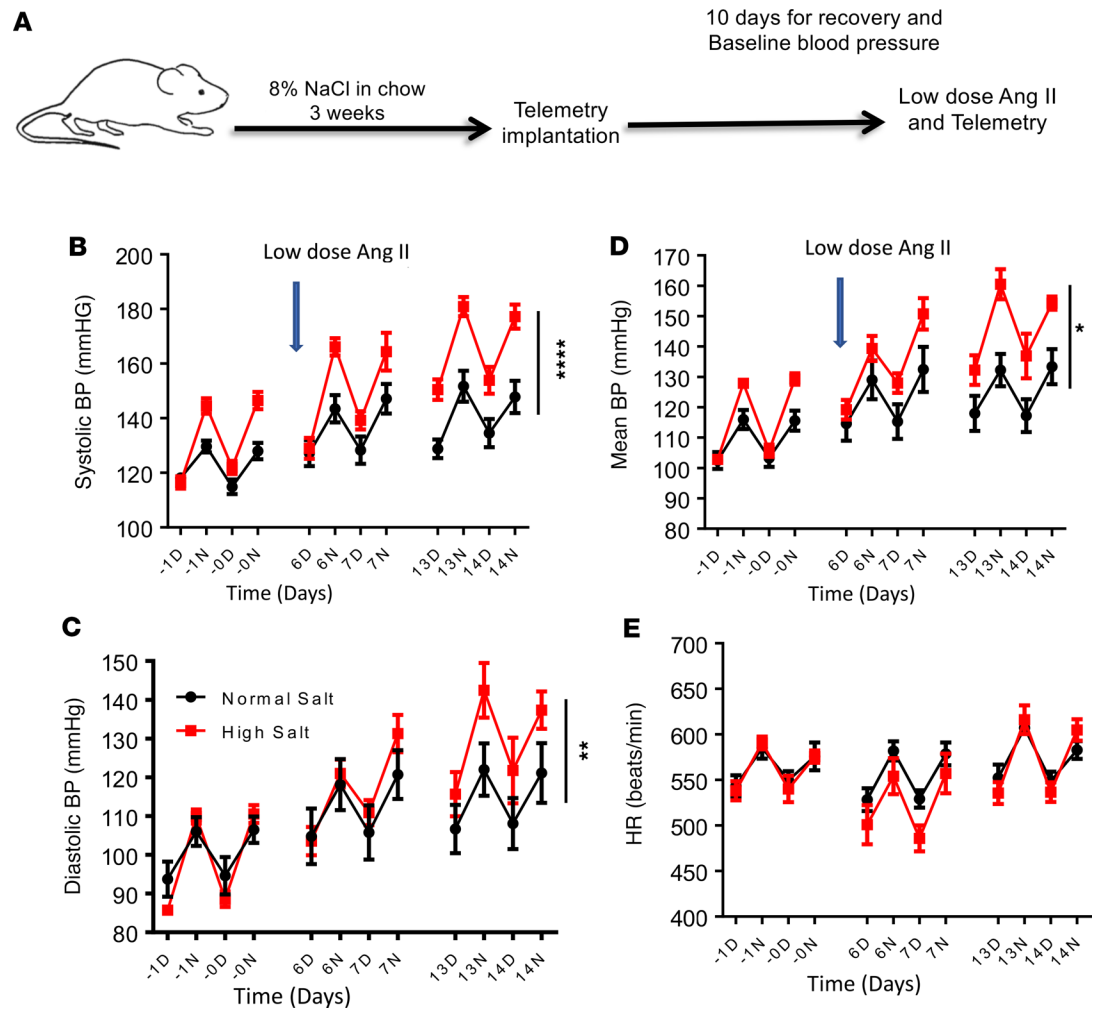 A
10 days for recovery and
Baseline blood pressure
8% NaCl in chow
3 weeks
Telemetry
implantation
Low dose Ang II
and Telemetry
B
Low dose Ang II
Systolic BP (mmHG)
200
180
160
140
120
100
****
-1D
-1N
-0D
-0N
6D
6N
7D
7N
13D
13N
14D
14N
Time (Days)
D
Low dose Ang II
Mean BP (mmHg)
170
160
150
140
130
120
110
100
90
80
*
-1D
-1N
-0D
-0N
6D
6N
7D
7N
13D
13N
14D
14N
Time (Days)
C
Diastolic BP (mmHg)
150
140
130
120
110
100
90
80
Normal Salt
High Salt
**
-1D
-1N
-0D
-0N
6D
6N
7D
7N
13D
13N
14D
14N
Time (Days)
E
HR (beats/min)
700
650
600
550
500
450
400
-1D
-1N
-0D
-0N
6D
6N
7D
7N
13D
13N
14D
14N
Time (Days)